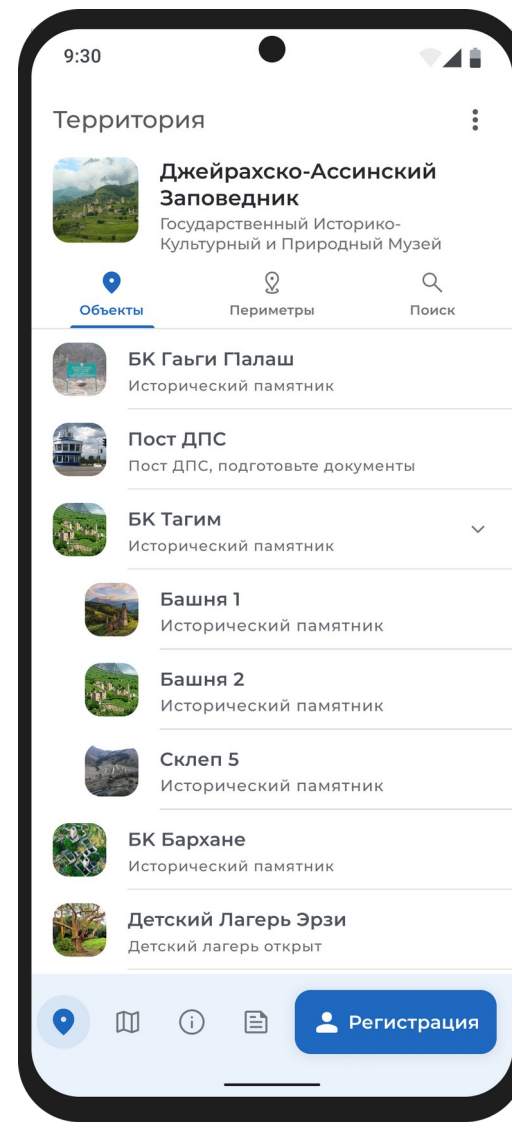 9:30
Территория
Джейрахско-Ассинский
Заповедник
Государственный Историко-
Культурный и Природный Музей
Объекты
Периметры
Поиск
БК Гаьги ГӀалаш
Исторический памятник
Пост ДПС
Пост ДПС, подготовьте документы
БК Тагим
Исторический памятник
Башня 1
Исторический памятник
Башня 2
Исторический памятник
Склеп 5
Исторический памятник
БК Бархане
Исторический памятник
Детский Лагерь Эрзи
Детский лагерь открыт
Регистрация